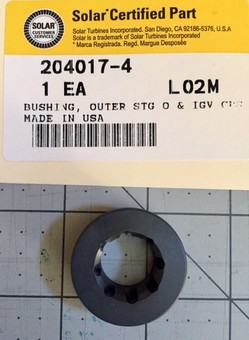 SOLAR
CUSTOMER
SERVICES
Solar® Certified Part
Solar Turbines Incorporated. San Diego, CA 92186-5376, U.S.A
Solar is a trademark of Solar Turbines Incorporated
* Marca Registrada. Regd. Margue Desposée
204017-4
1 EA L02M
BUSHING, OUTER STG 0 & IGV
MADE IN USA